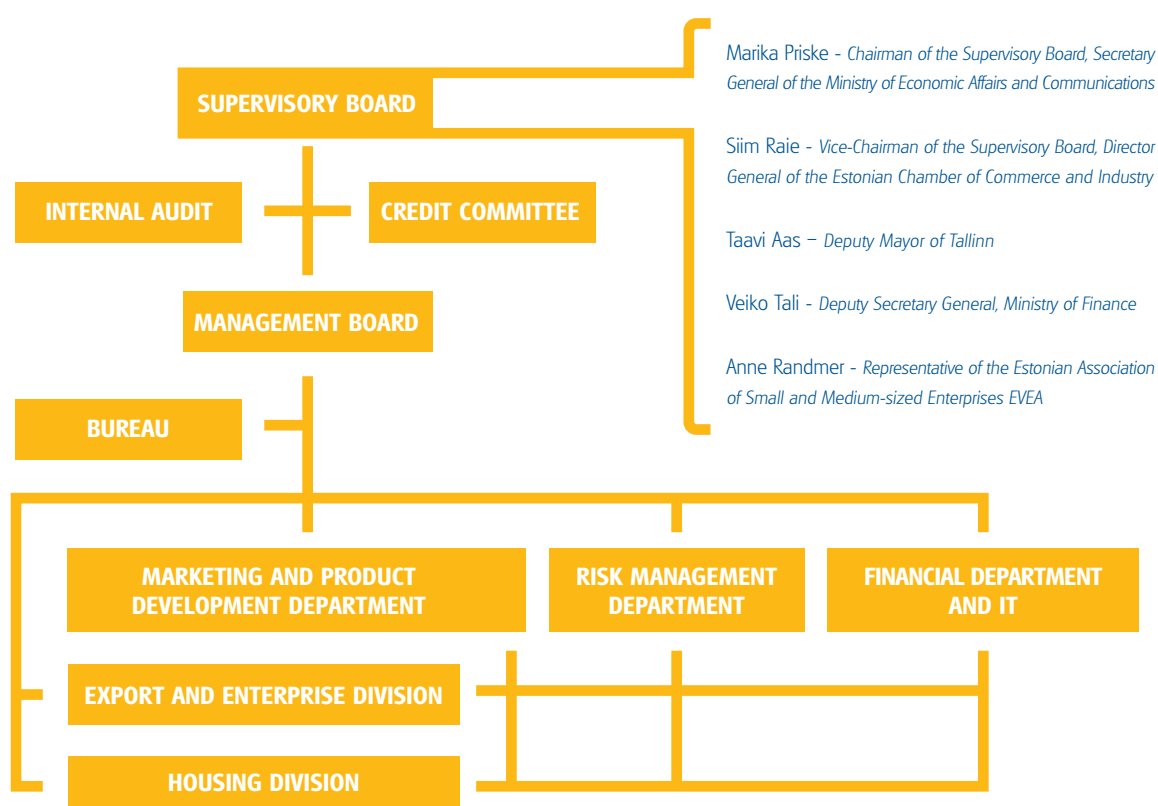 SUPERVISORY BOARD
Marika Priske - Chairman of the Supervisory Board, Secretary
General of the Ministry of Economic Affairs and Communications
Siim Raie - Vice-Chairman of the Supervisory Board, Director
General of the Estonian Chamber of Commerce and Industry
Taavi Aas – Deputy Mayor of Tallinn
Veiko Tali - Deputy Secretary General, Ministry of Finance
Anne Randmer - Representative of the Estonian Association
of Small and Medium-sized Enterprises EVEA
INTERNAL AUDIT
CREDIT COMMITTEE
MANAGEMENT BOARD
BUREAU
MARKETING AND PRODUCT
DEVELOPMENT DEPARTMENT
RISK MANAGEMENT
DEPARTMENT
FINANCIAL DEPARTMENT
AND IT
EXPORT AND ENTERPRISE DIVISION
HOUSING DIVISION